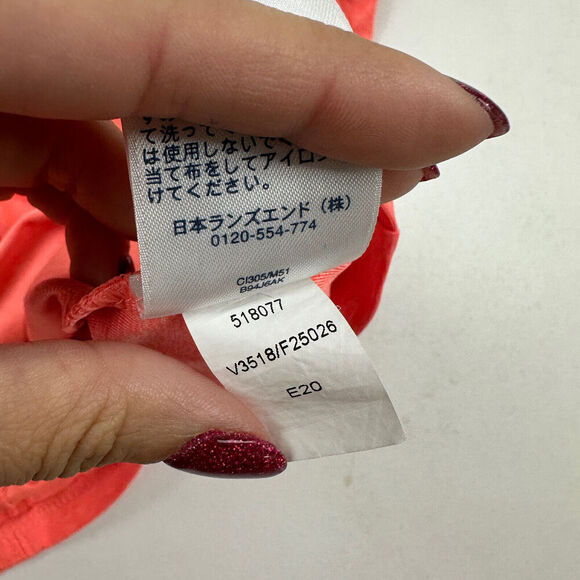 て洗って
は使用しないで
当て布をしてアイロ
けてください。
日本ランズエンド（株）
0120-554-774
CI305/M51
B94J6AK
518077
V3518/F25026
E20